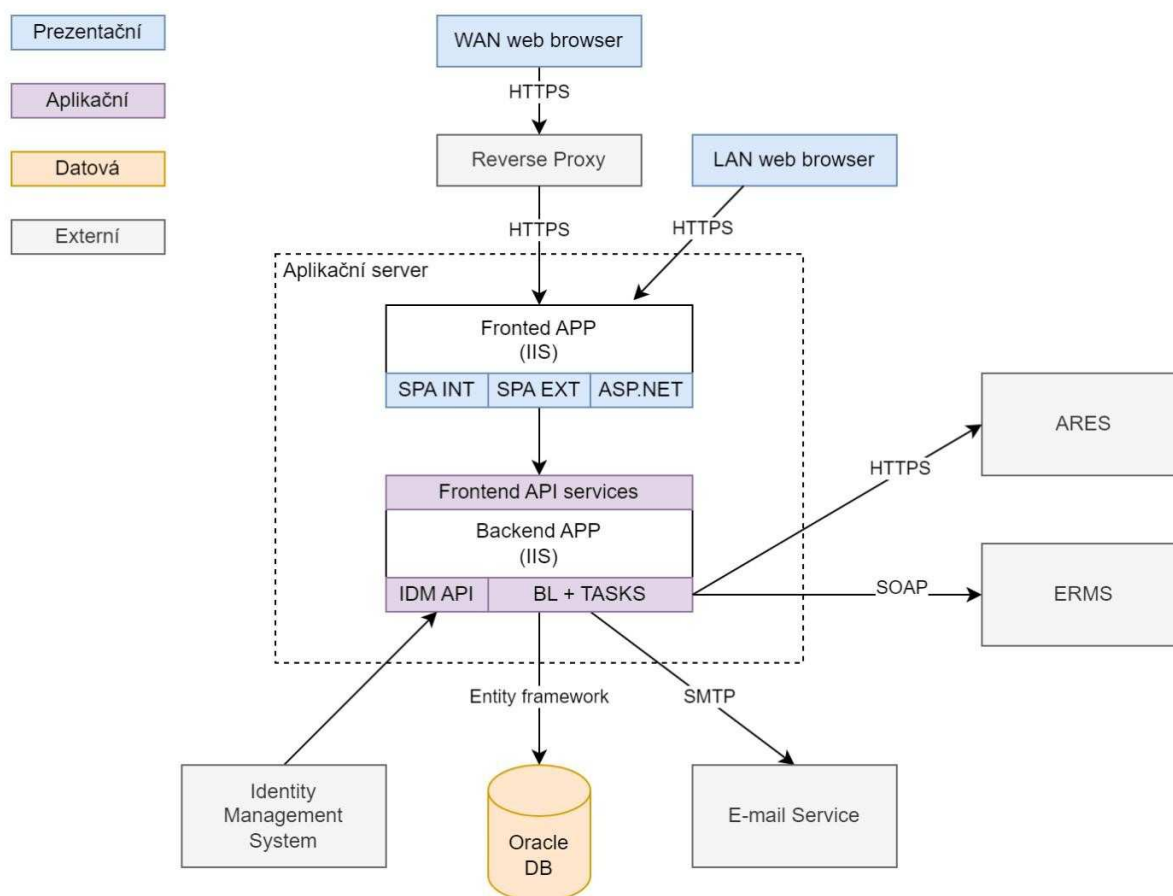 Prezentační
Aplikační
Datová
Externí
WAN web browser
HTTPS
Reverse Proxy
LAN web browser
HTTPS
HTTPS
Aplikační server
Fronted APP
(IIS)
SPA INT
SPA EXT
ASP.NET
Frontend API services
Backend APP
(IIS)
IDM API
BL + TASKS
HTTPS
ARES
SOAP
ERMS
Entity framework
SMTP
Identity
Management
System
Oracle
DB
E-mail Service